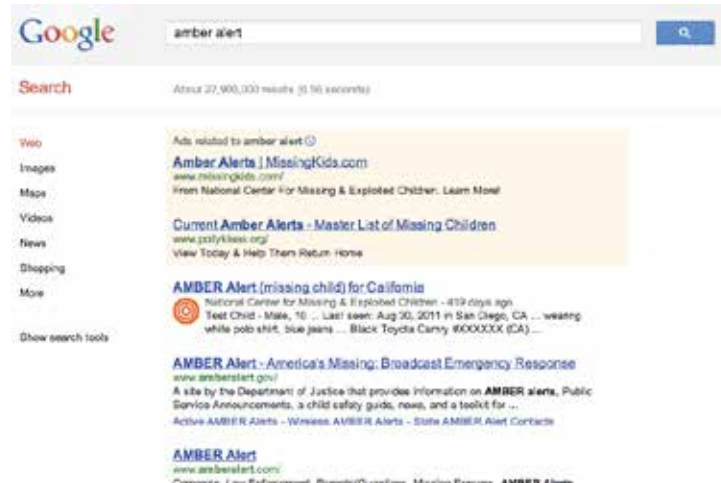 Google
amber alert
Search
About 27,900,000 results (0.16 seconds)
Web
Images
Maps
Videos
News
Shopping
More
Show search tools
Ads related to amber alert
Amber Alerts | MissingKids.com
www.missingkids.com/
From National Center For Missing & Exploited Children. Learn More!
Current Amber Alerts - Master List of Missing Children
www.pollyklaas.org/
View Today & Help Them Return Home
AMBER Alert (missing child) for California
National Center for Missing & Exploited Children - 419 days ago
Test Child - Male, 10 ... Last seen: Aug 30, 2011 in San Diego, CA ... wearing
white polo shirt, blue jeans ... Black Toyota Camry #XXXXXX (CA) ...
AMBER Alert - America's Missing: Broadcast Emergency Response
www.amberalert.gov/
A site by the Department of Justice that provides information on AMBER alerts, Public
Service Announcements, a child safety guide, news, and a toolkit for ...
Active AMBER Alerts - Wireless AMBER Alerts - State AMBER Alert Contacts
AMBER Alert
www.amberalert.com/